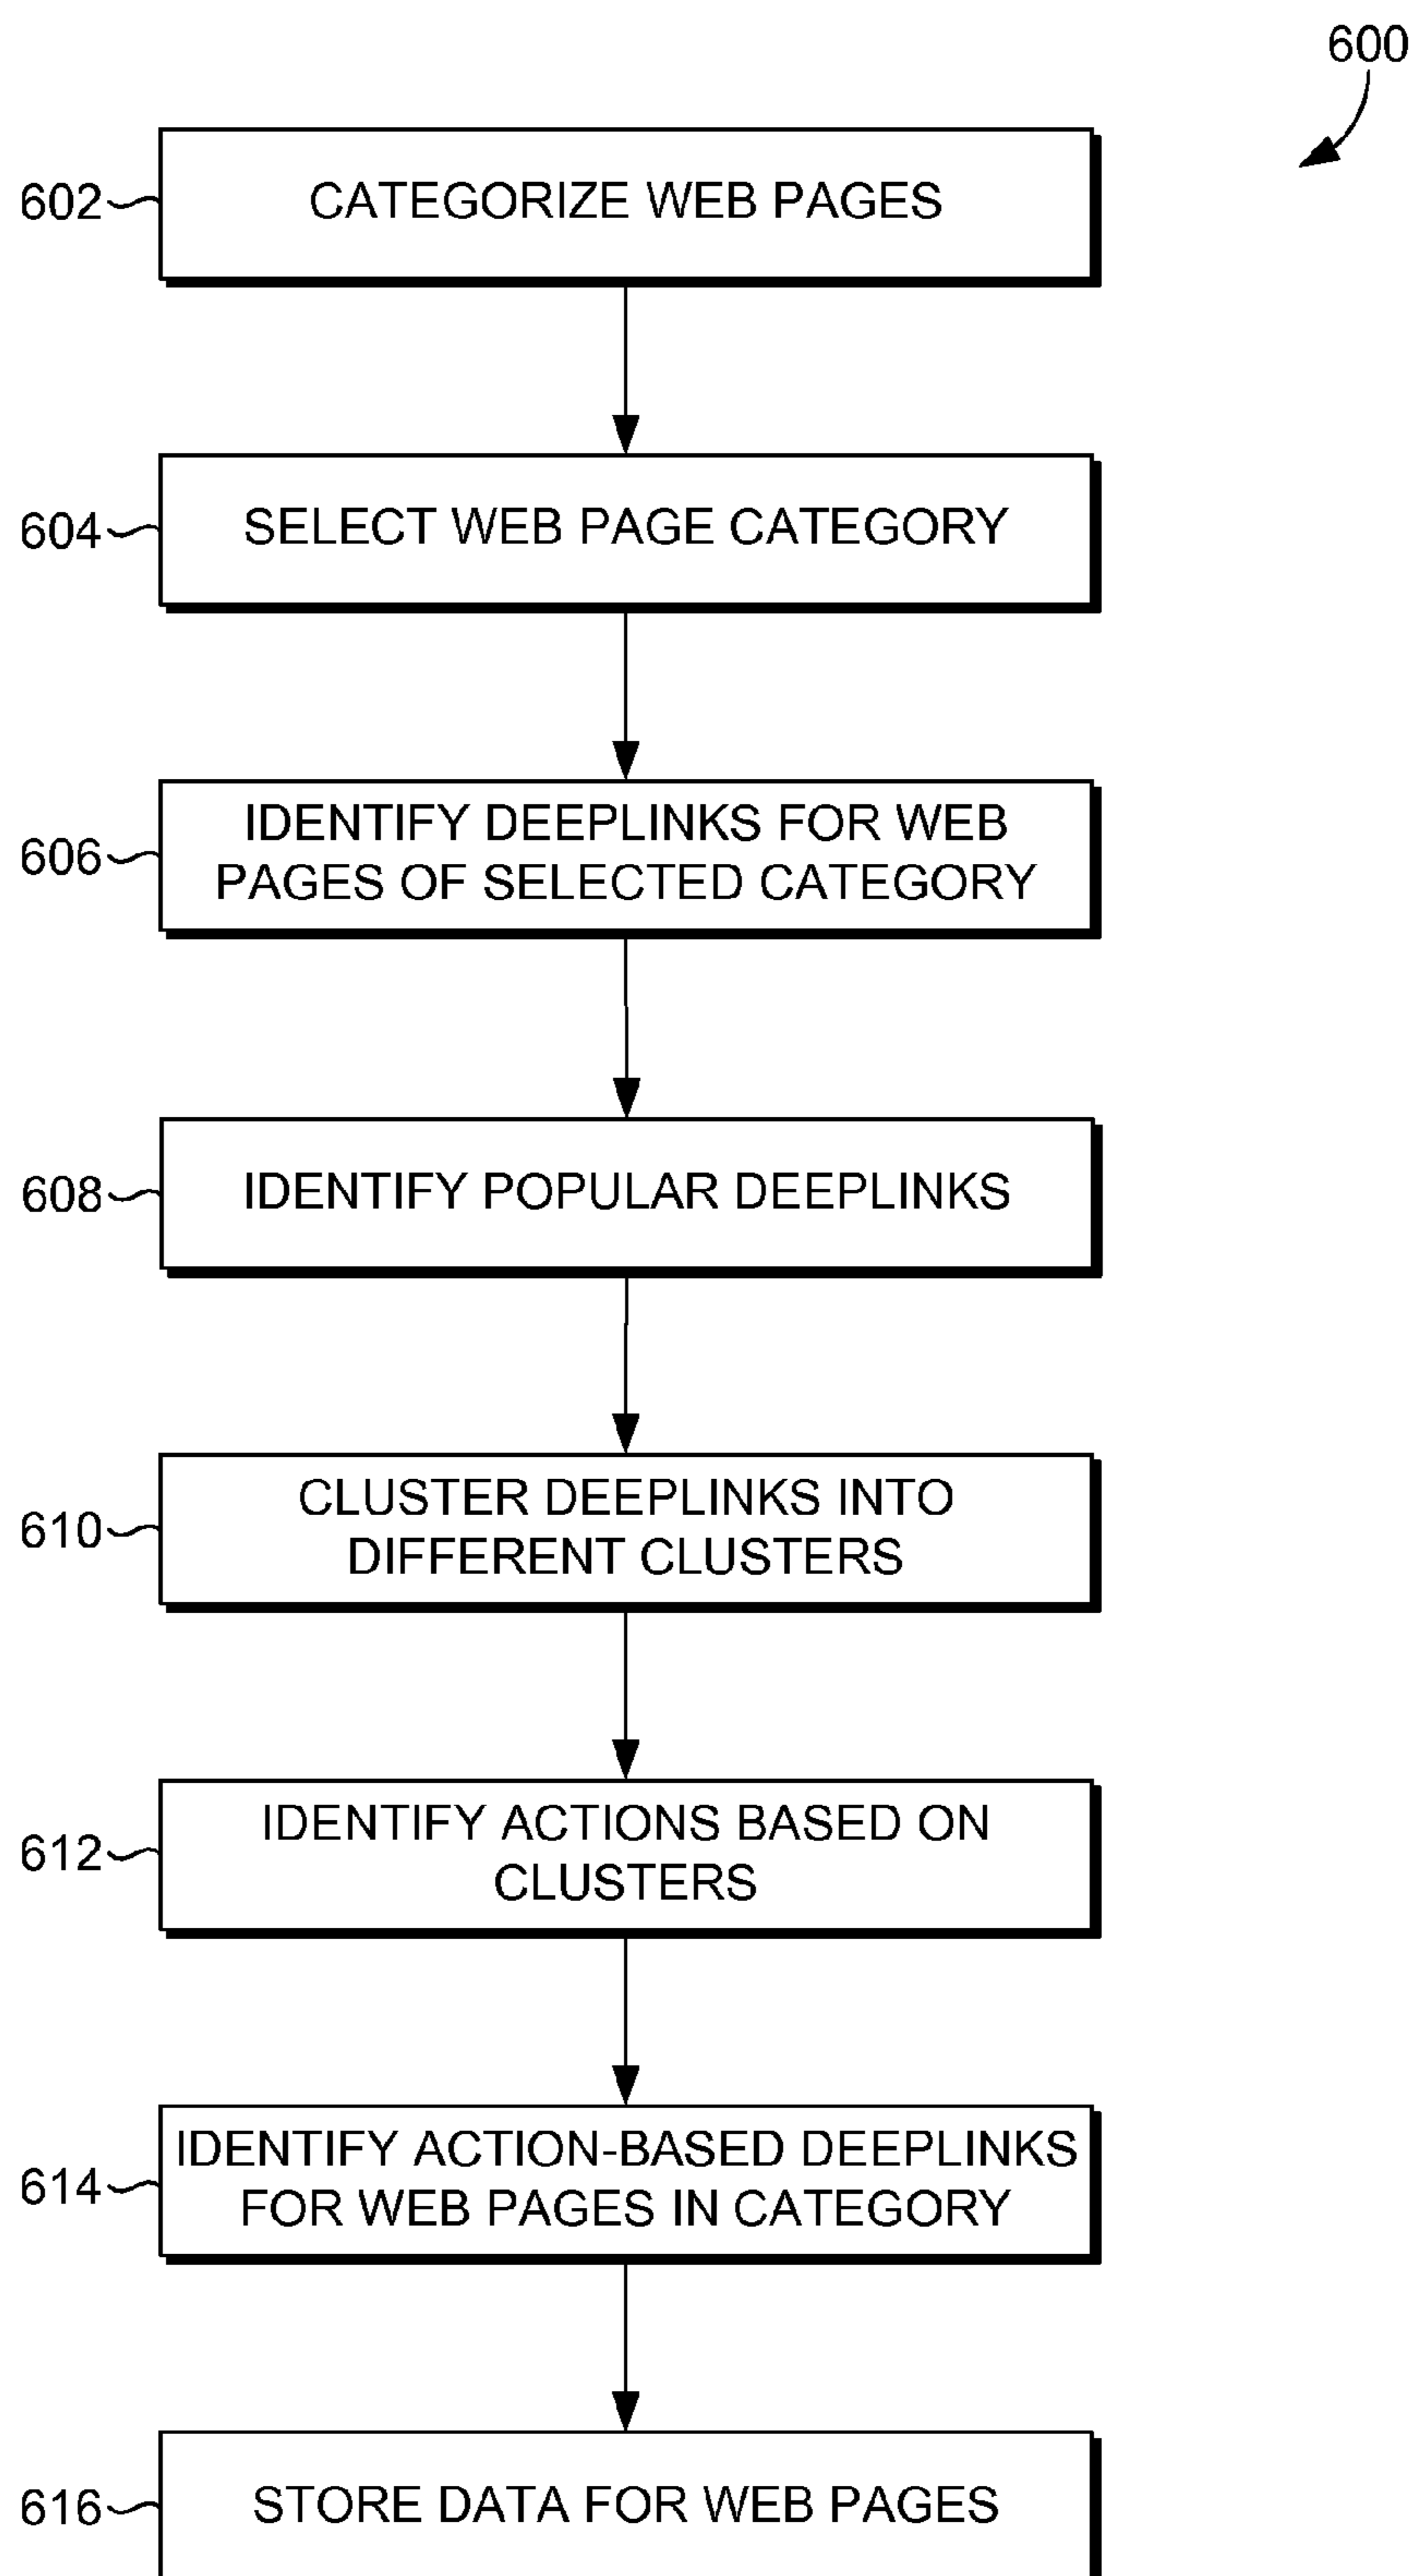 600
602
CATEGORIZE WEB PAGES
604
SELECT WEB PAGE CATEGORY
606
IDENTIFY DEEPLINKS FOR WEB
PAGES OF SELECTED CATEGORY
608
IDENTIFY POPULAR DEEPLINKS
610
CLUSTER DEEPLINKS INTO
DIFFERENT CLUSTERS
612
IDENTIFY ACTIONS BASED ON
CLUSTERS
614
IDENTIFY ACTION-BASED DEEPLINKS
FOR WEB PAGES IN CATEGORY
616
STORE DATA FOR WEB PAGES